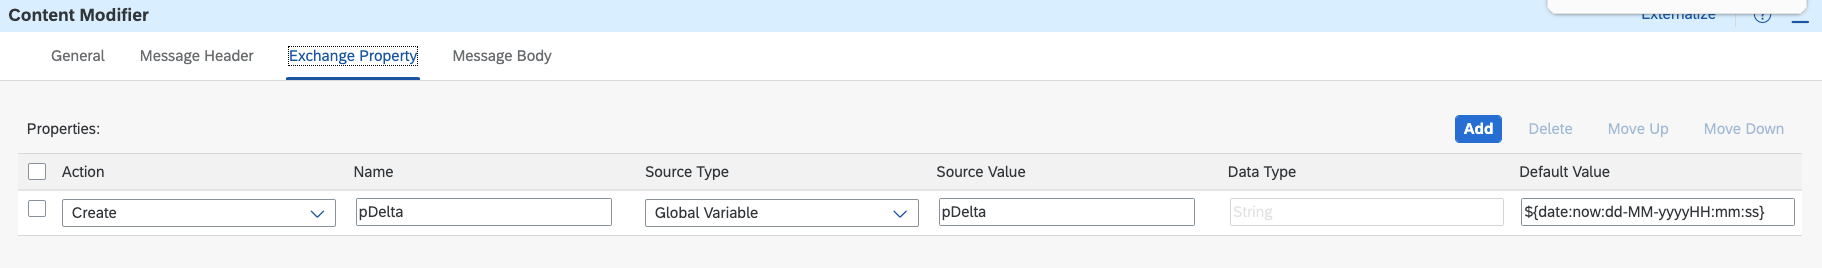 Content Modifier
Externalize
General Message Header Exchange Property Message Body
Properties:
Add Delete Move Up Move Down
Action Name Source Type Source Value Data Type Default Value
Create pDelta Global Variable pDelta String ${date:now:dd-MM-yyyyHH:mm:ss}